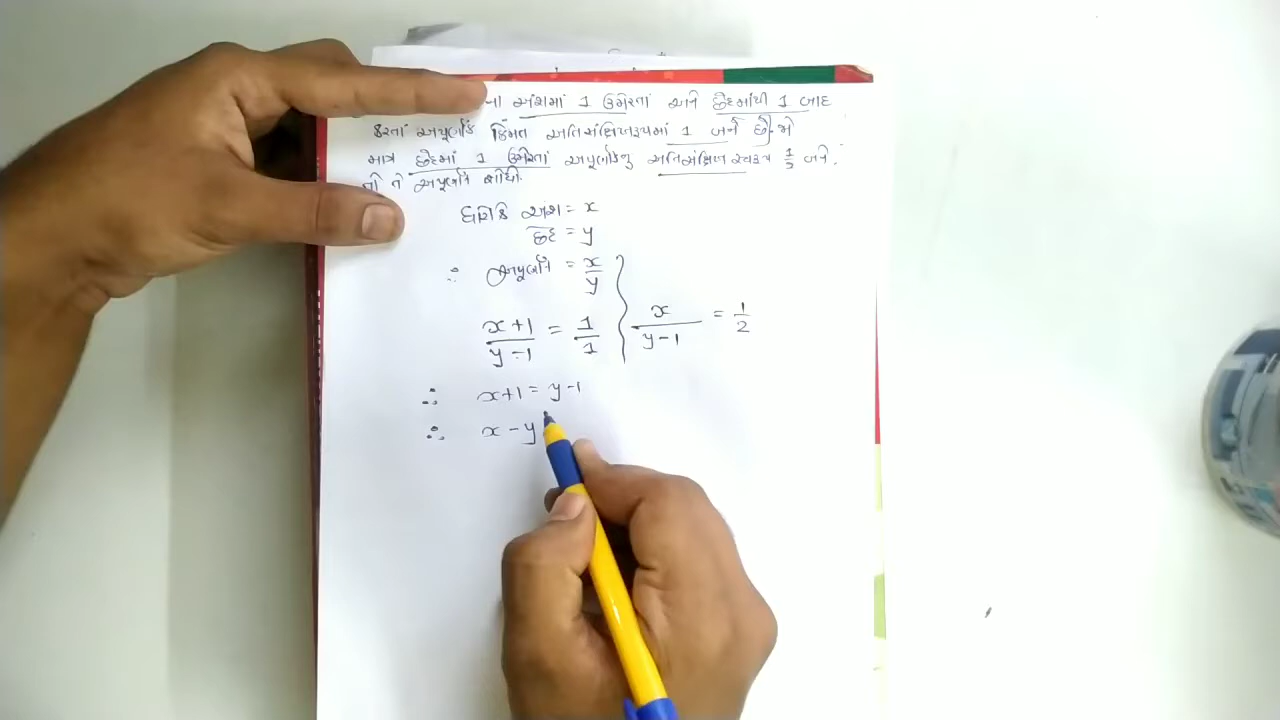 અંશમાં 1 ઉમેરતાં અને છેદમાંથી 1 બાદ
કરતાં અપૂર્ણાંક કિંમત અતિસંક્ષિપ્તરૂપમાં 1 બને છે. જો
માત્ર છેદમાં 1 ઉમેરતાં અપૂર્ણાંકનુ અતિસંક્ષિપ્ત સ્વરૂપ 1/2 બને.
તો તે અપૂર્ણાંક શોધો.
ધારોકે અંશ = x
છેદ = y
∴ અપૂર્ણાંક = x/y
(x+1)/(y-1) = 1/1 } x/(y-1) = 1/2
∴ x+1 = y-1
∴ x - y